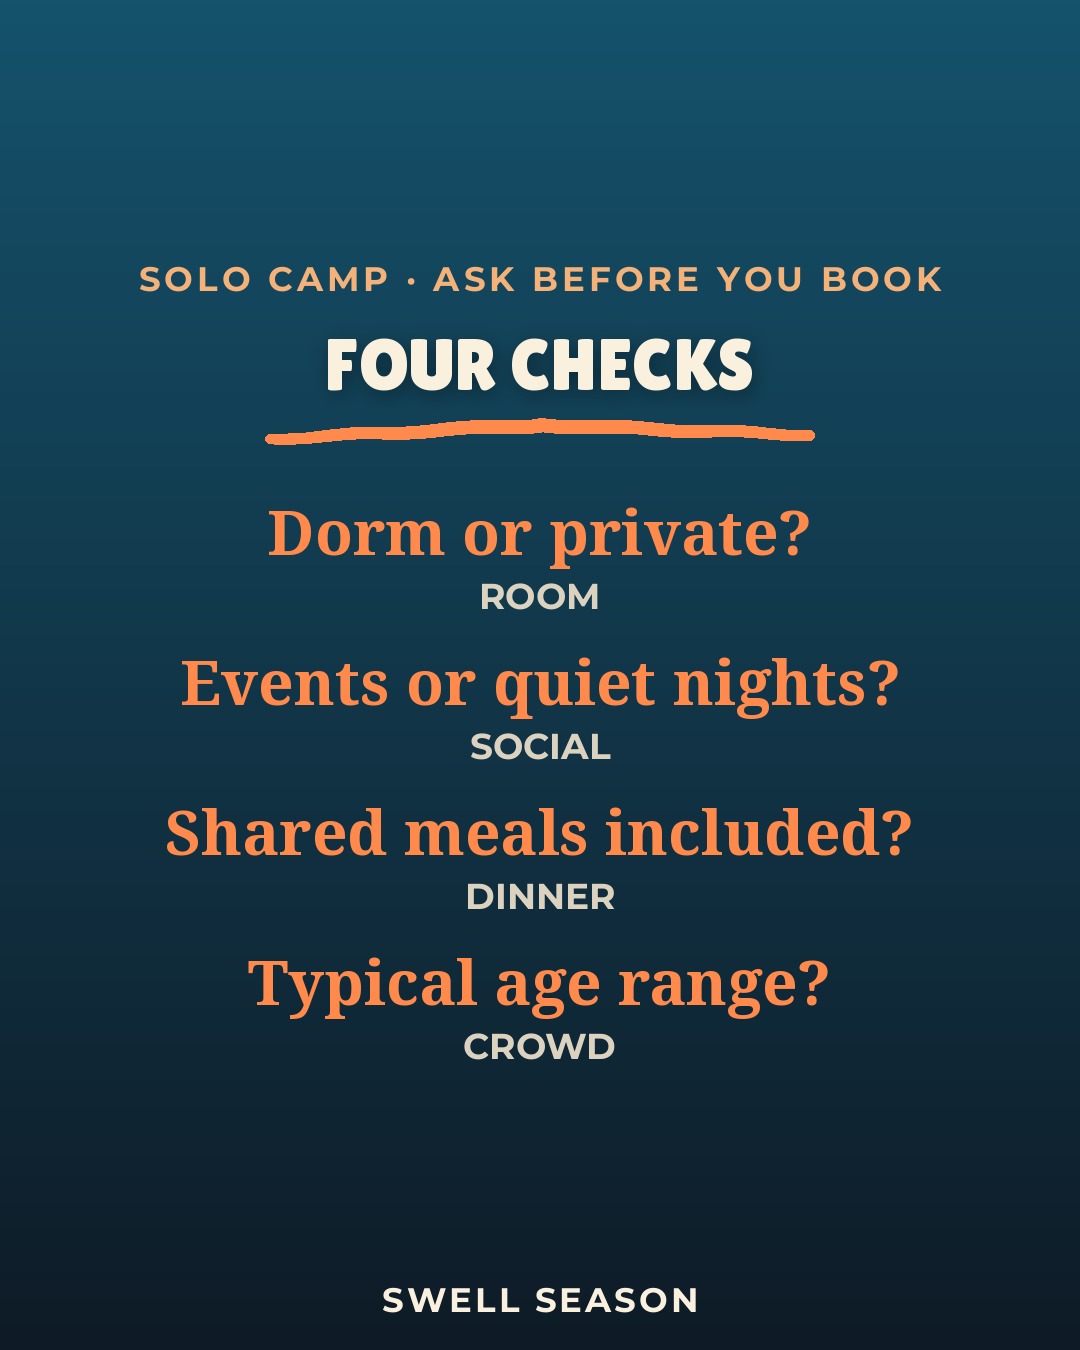 SOLO CAMP · ASK BEFORE YOU BOOK
FOUR CHECKS
Dorm or private?
ROOM
Events or quiet nights?
SOCIAL
Shared meals included?
DINNER
Typical age range?
CROWD
SWELL SEASON